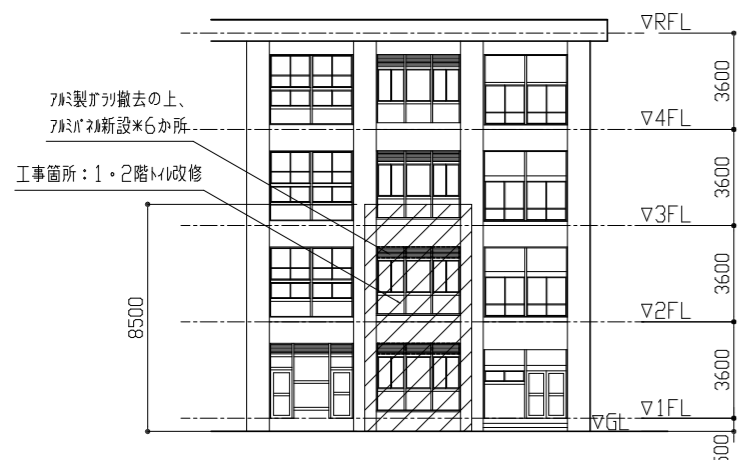 ▽RFL
3600
ｱﾙﾐ製ｶﾞﾗﾘ撤去の上、
ｱﾙﾐﾊﾟﾈﾙ新設*6か所
▽4FL
3600
工事箇所：1・2階ﾄｲﾚ改修
▽3FL
3600
8500
▽2FL
3600
▽1FL
▽GL